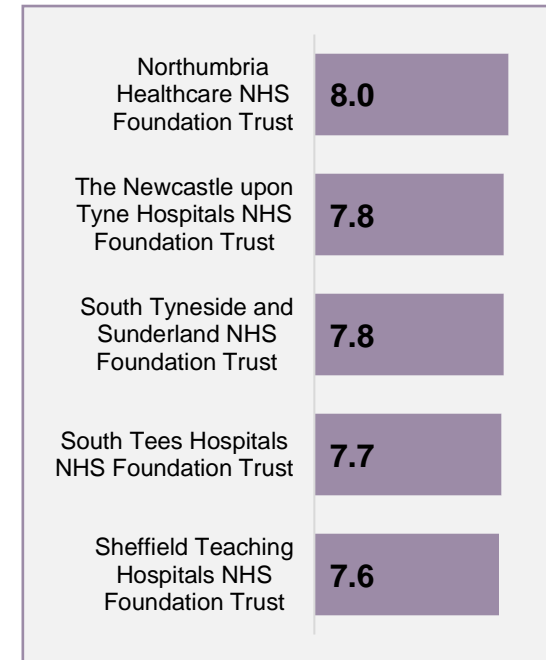 Northumbria
Healthcare NHS
Foundation Trust
8.0
The Newcastle upon
Tyne Hospitals NHS
Foundation Trust
7.8
South Tyneside and
Sunderland NHS
Foundation Trust
7.8
South Tees Hospitals
NHS Foundation Trust
7.7
Sheffield Teaching
Hospitals NHS
Foundation Trust
7.6